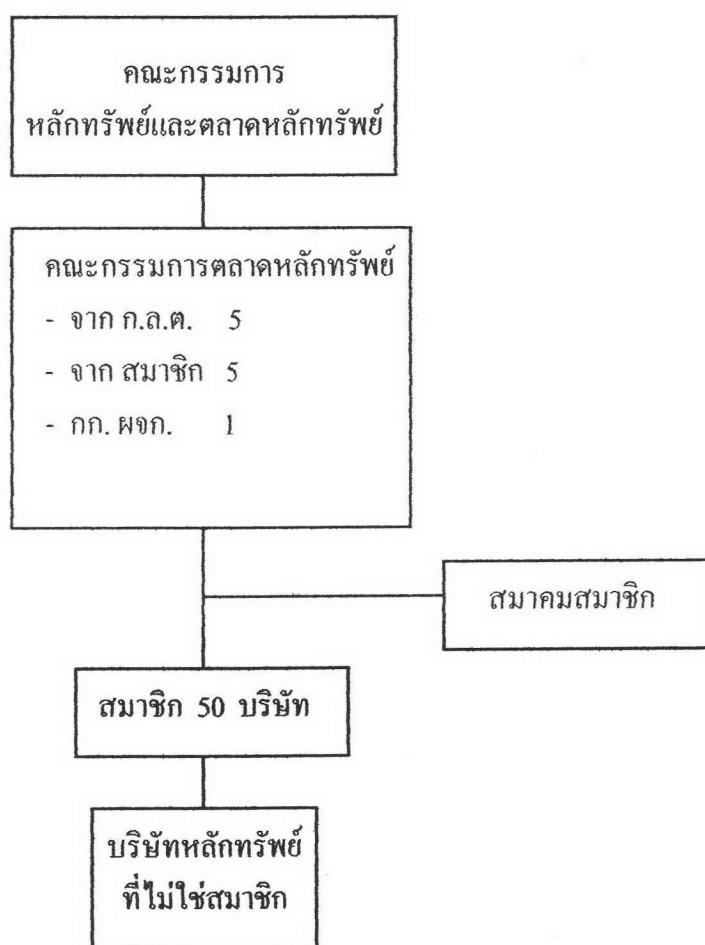 คณะกรรมการ
หลักทรัพย์และตลาดหลักทรัพย์
คณะกรรมการตลาดหลักทรัพย์
- จาก ก.ล.ต. 5
- จาก สมาชิก 5
- กก. ผจก. 1
สมาคมสมาชิก
สมาชิก 50 บริษัท
บริษัทหลักทรัพย์
ที่ไม่ใช่สมาชิก